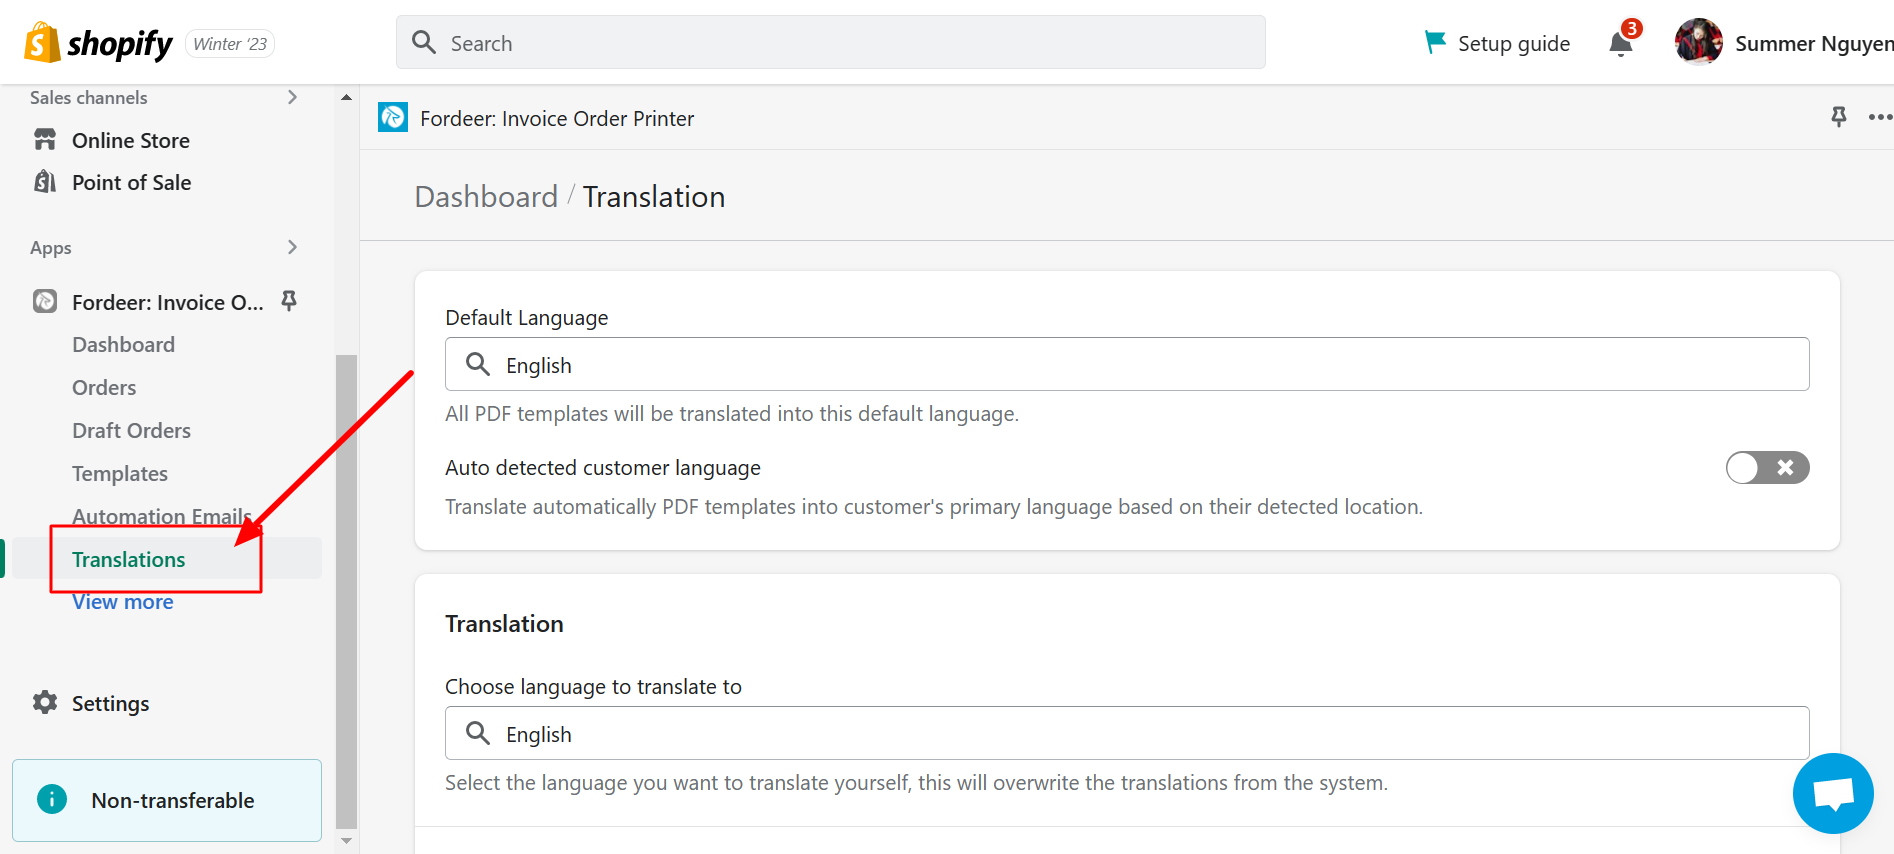 shopify
Winter ‘23
Search
Setup guide
3
Summer Nguyen
Sales channels
Online Store
Point of Sale
Apps
Fordeer: Invoice O...
Dashboard
Orders
Draft Orders
Templates
Automation Emails
Translations
View more
Settings
Non-transferable
Fordeer: Invoice Order Printer
Dashboard / Translation
Default Language
English
All PDF templates will be translated into this default language.
Auto detected customer language
Translate automatically PDF templates into customer's primary language based on their detected location.
Translation
Choose language to translate to
English
Select the language you want to translate yourself, this will overwrite the translations from the system.